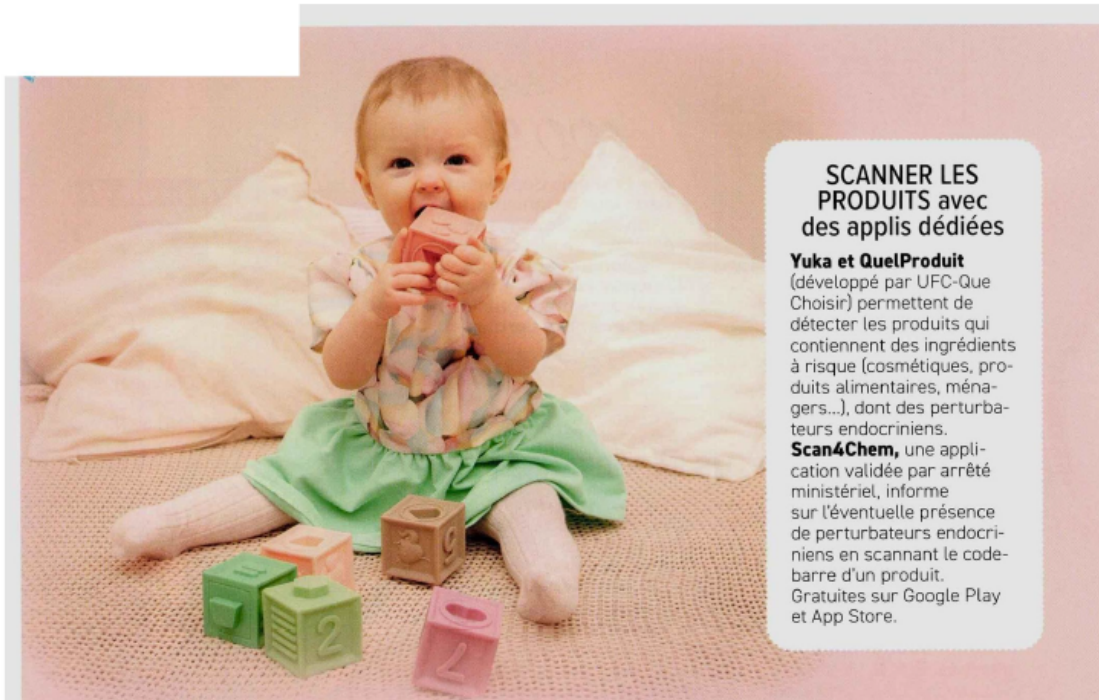 SCANNER LES
PRODUITS avec
des applis dédiées
Yuka et QuelProduit
(développé par UFC-Que
Choisir) permettent de
détecter les produits qui
contiennent des ingrédients
à risque (cosmétiques, pro-
duits alimentaires, ména-
gers...), dont des perturba-
teurs endocriniens.
Scan4Chem, une appli-
cation validée par arrêté
ministériel, informe
sur l'éventuelle présence
de perturbateurs endocri-
niens en scannant le code-
barre d'un produit.
Gratuites sur Google Play
et App Store.
2
7